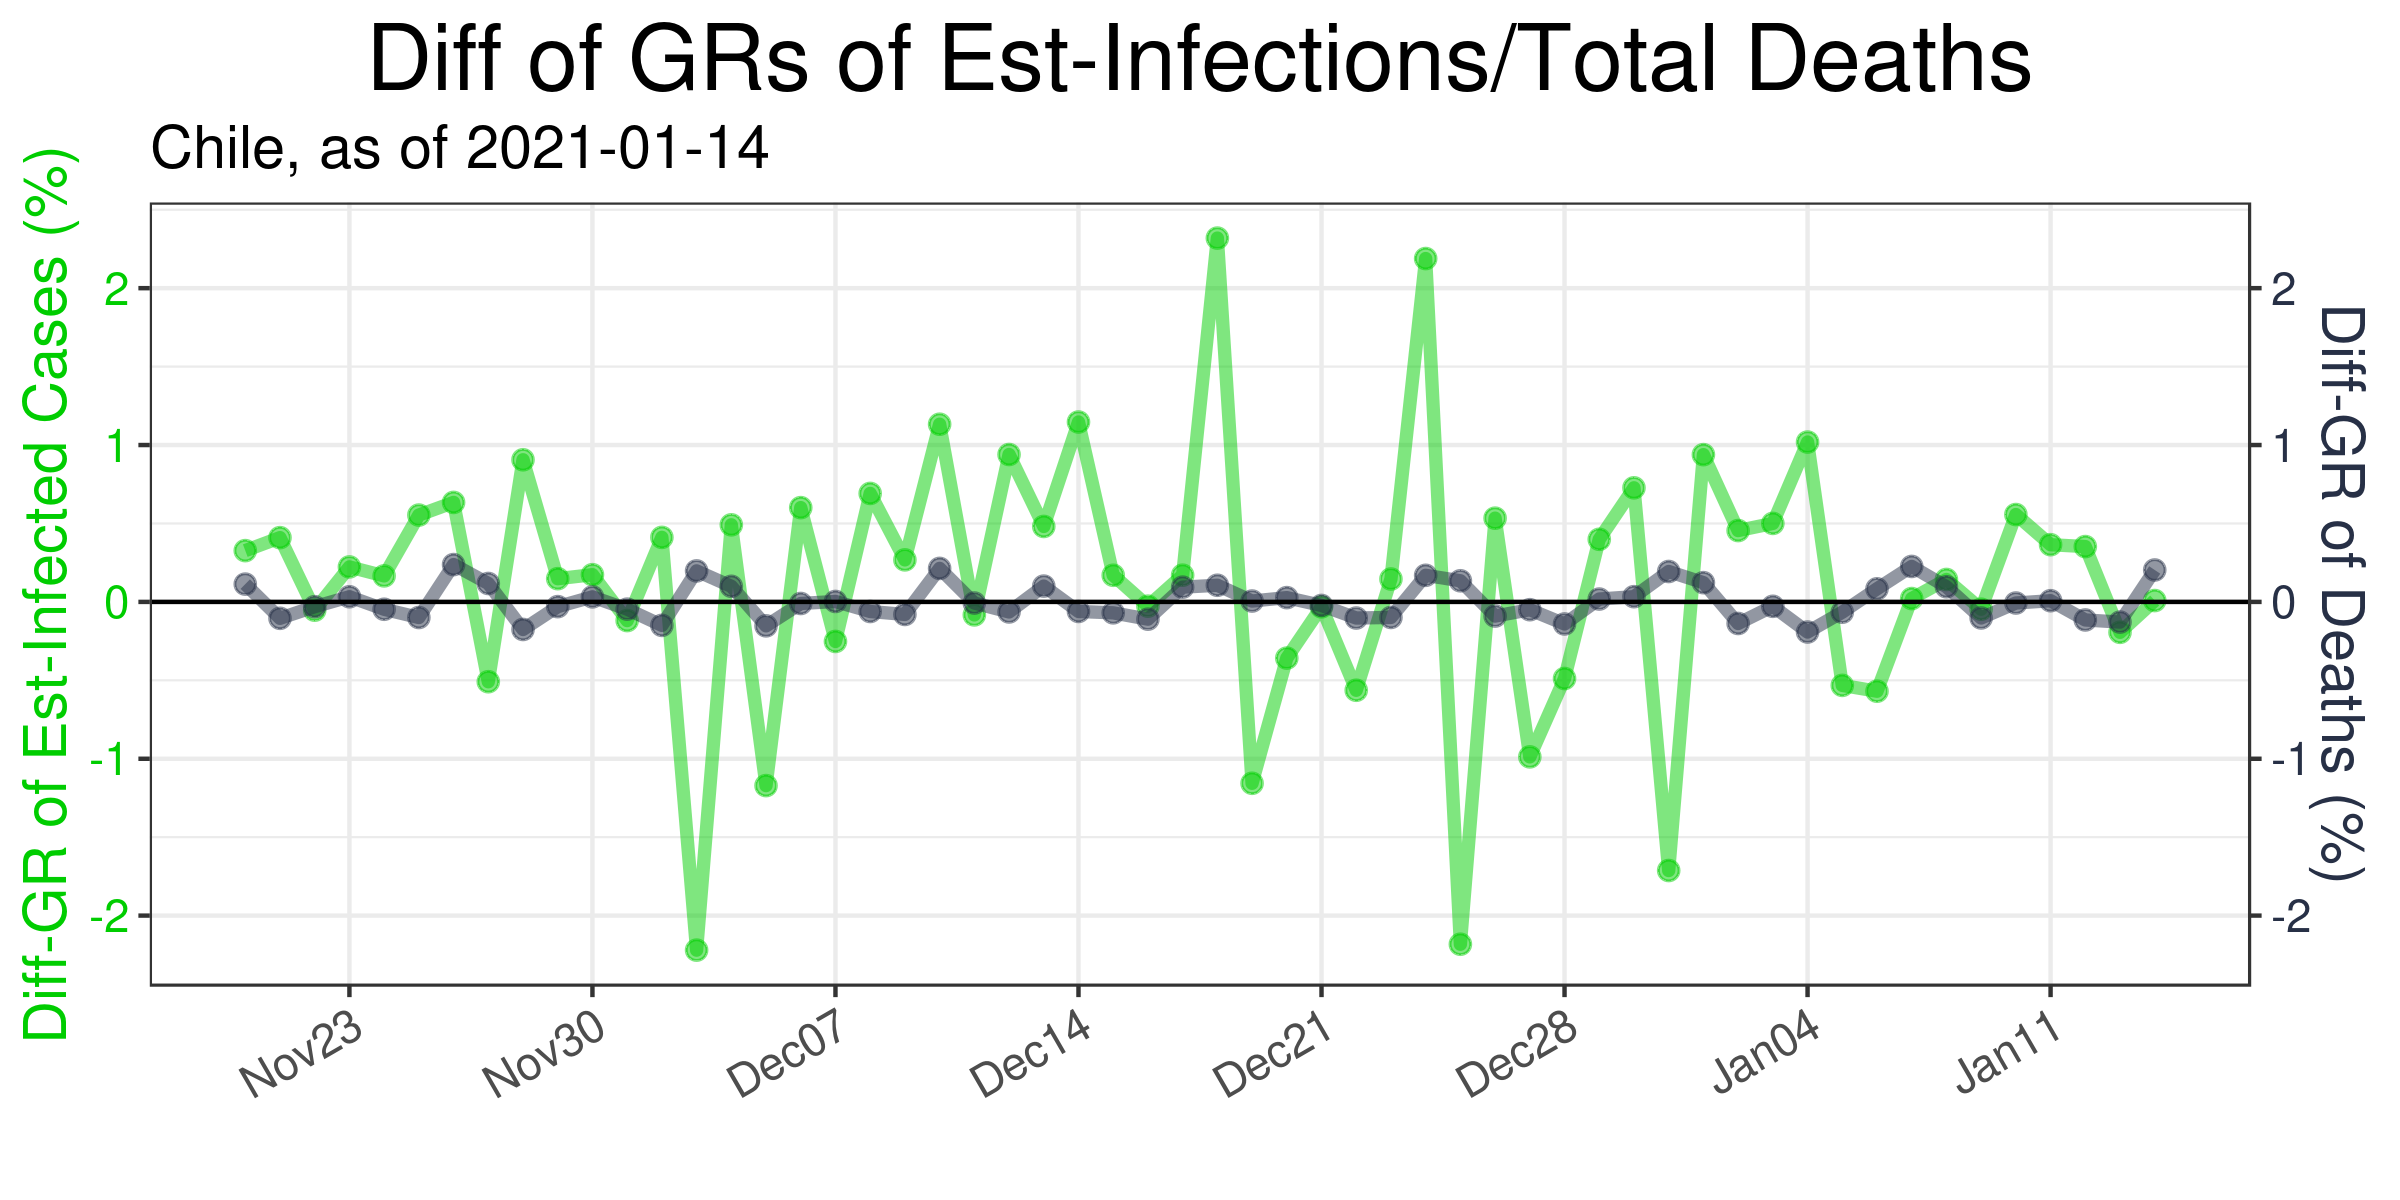 Diff of GRs of Est-Infections/Total Deaths
Chile, as of 2021-01-14
Diff-GR of Est-Infected Cases (%)
2
1
0
-1
-2
2
1
0
-1
-2
Diff-GR of Deaths (%)
Nov23
Nov30
Dec07
Dec14
Dec21
Dec28
Jan04
Jan11